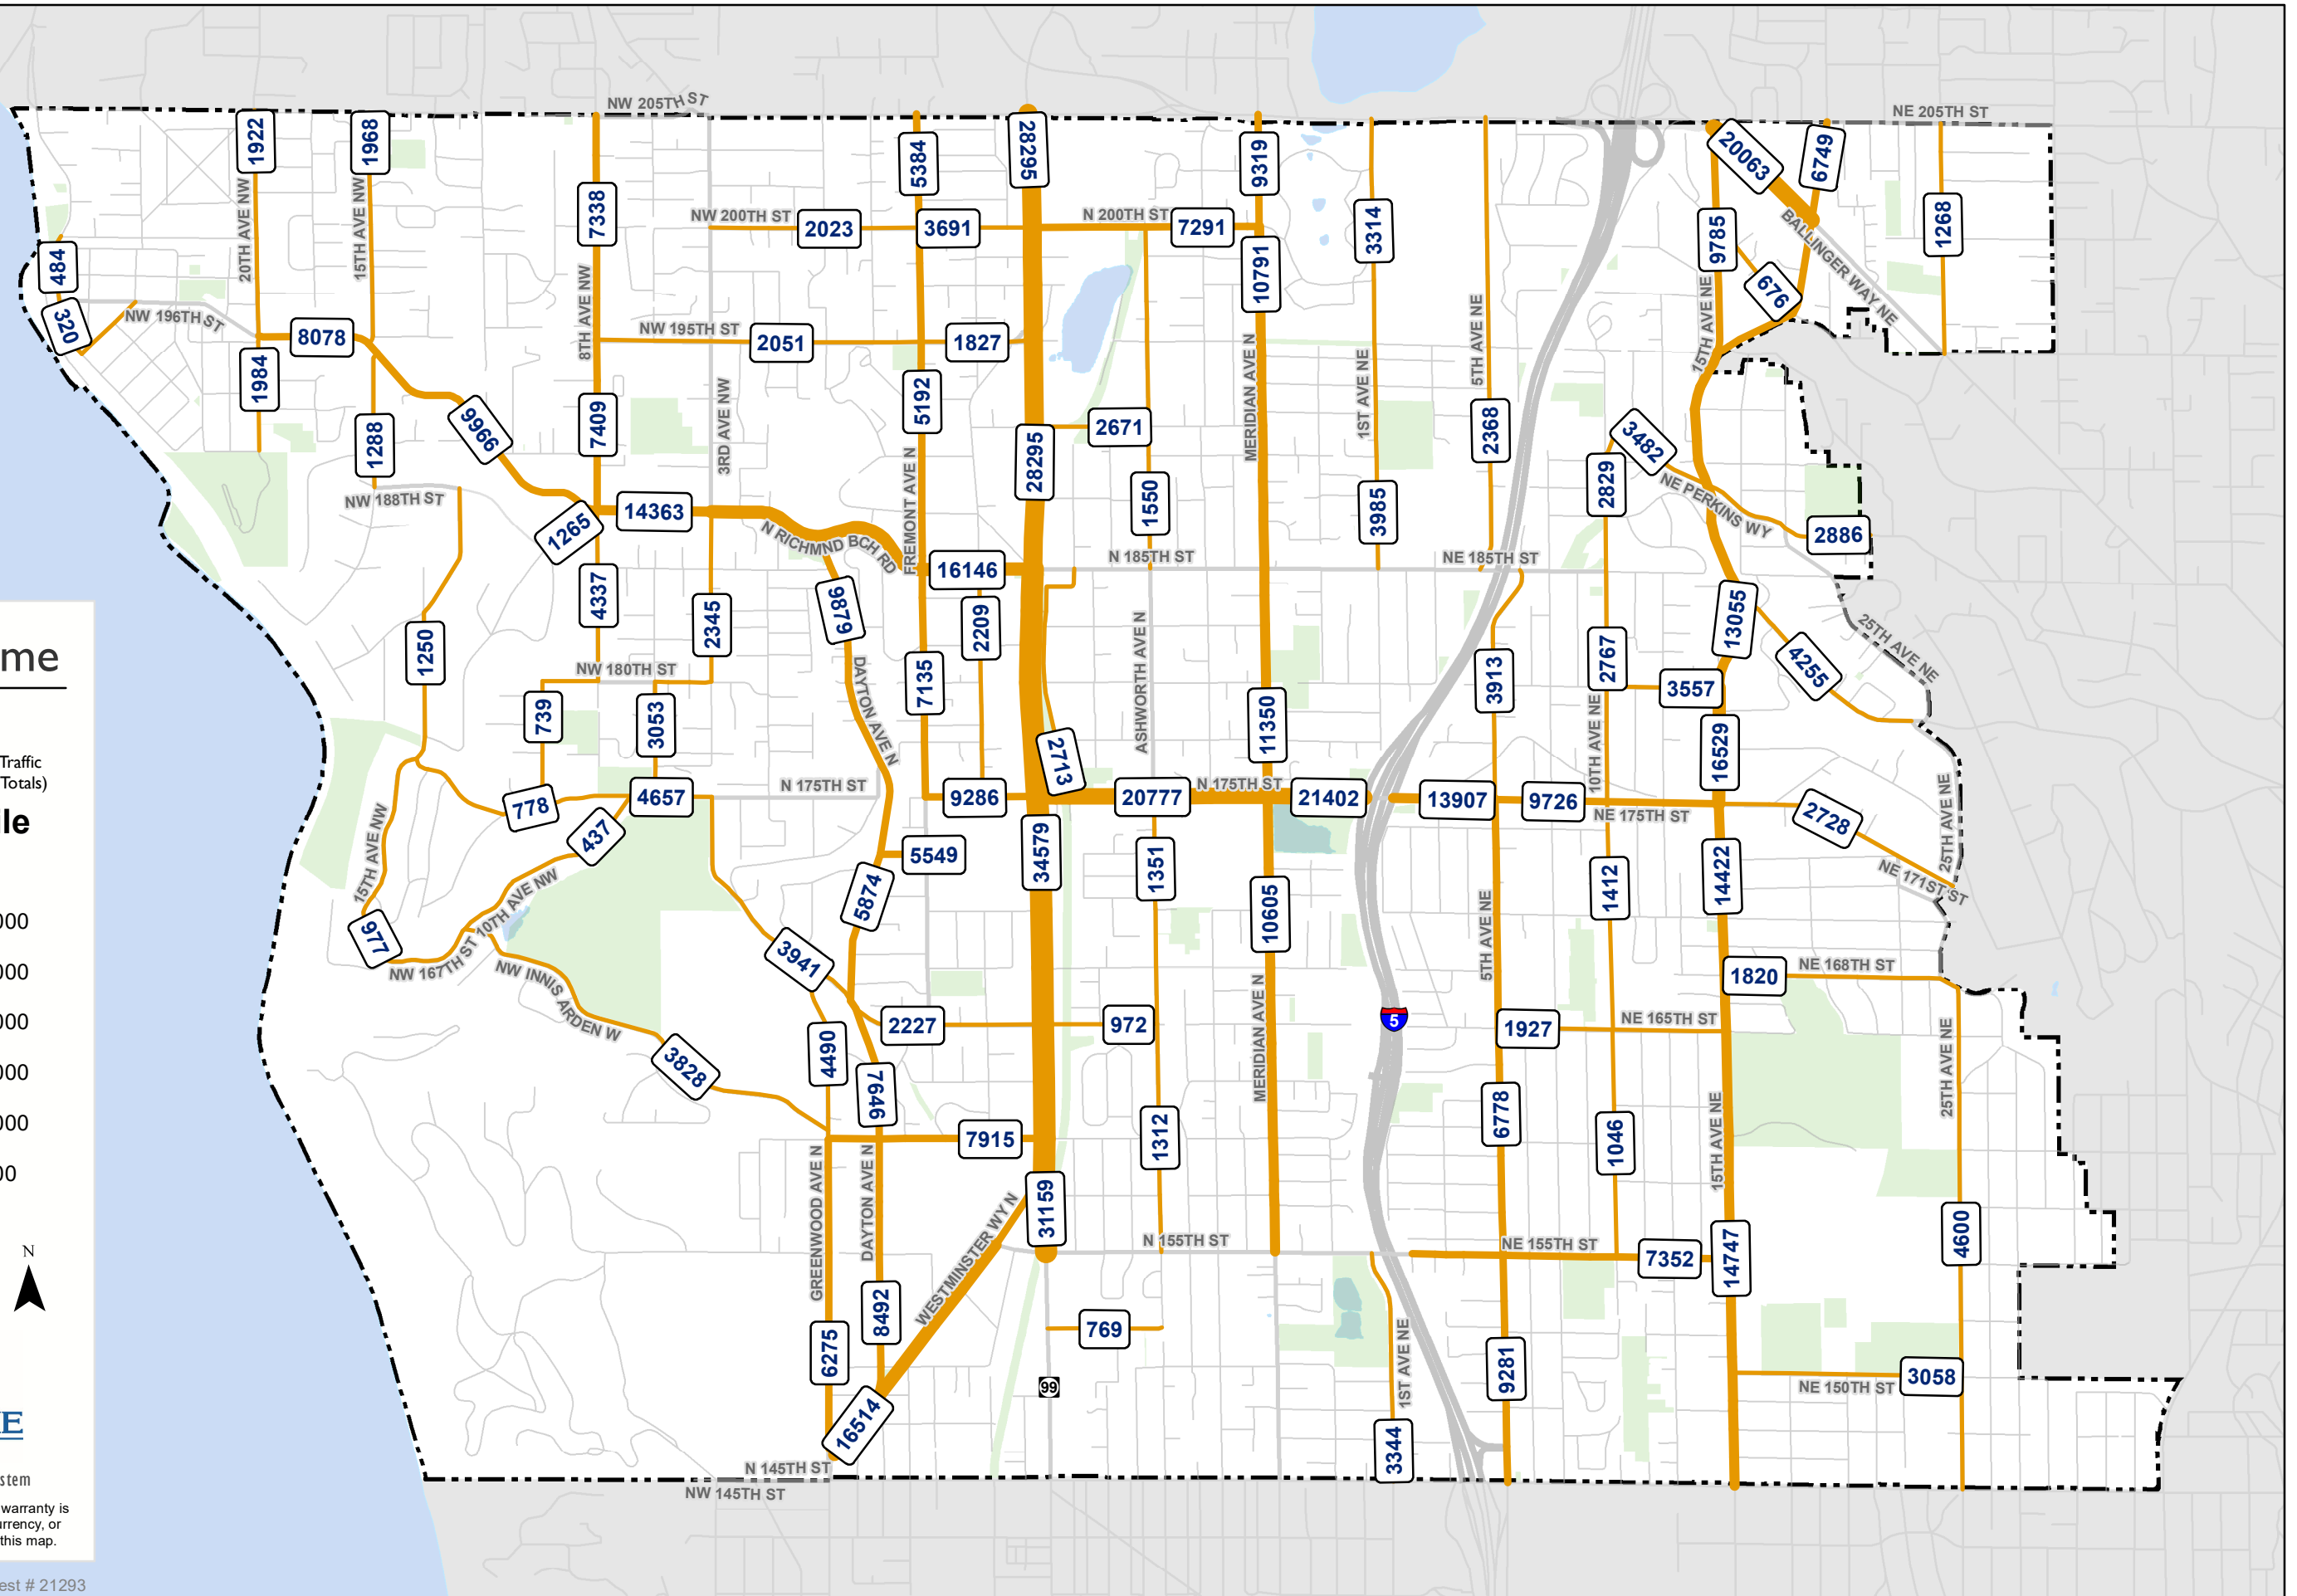 NW 205TH ST
NE 205TH ST
1922
1968
5384
28295
9319
20063
6749
7338
20TH AVE NW
15TH AVE NW
NW 200TH ST
2023
3691
N 200TH ST
7291
3314
9785
1268
BALLINGER WAY NE
484
320
NW 196TH ST
8078
8TH AVE NW
NW 195TH ST
2051
1827
10791
676
1984
1288
9966
7409
3RD AVE NW
5192
28295
2671
MERIDIAN AVE N
1ST AVE NE
5TH AVE NE
2368
15TH AVE NE
3482
2829
NE PERKINS WY
2886
NW 188TH ST
1265
14363
N RICHMND BCH RD
FREMONT AVE N
16146
1550
N 185TH ST
3985
NE 185TH ST
4337
2345
6879
2209
ASHWORTH AVE N
13055
25TH AVE NE
me
1250
NW 180TH ST
7135
3913
2767
3557
4255
739
3053
DAYTON AVE N
2713
11350
10TH AVE NE
16529
Traffic
Totals)
ile
778
4657
N 175TH ST
9286
20777
N 175TH ST
21402
13907
9726
NE 175TH ST
2728
25TH AVE NE
437
15TH AVE NW
5549
34579
1351
1412
14422
NE 171ST ST
000
977
10TH AVE NW
NW 167TH ST
5874
10605
5TH AVE NE
000
NW INNIS ARDEN W
3941
1820
NE 168TH ST
000
2227
972
5
1927
NE 165TH ST
000
3828
4490
7646
MERIDIAN AVE N
6778
25TH AVE NE
000
7915
1312
1046
15TH AVE NE
00
GREENWOOD AVE N
DAYTON AVE N
WESTMINSTER WY N
31159
N 155TH ST
NE 155TH ST
7352
14747
4600
N
6275
8492
769
1ST AVE NE
9281
3058
NE 150TH ST
99
E
16514
3344
stem
N 145TH ST
NW 145TH ST
warranty is
urrency, or
this map.
est # 21293